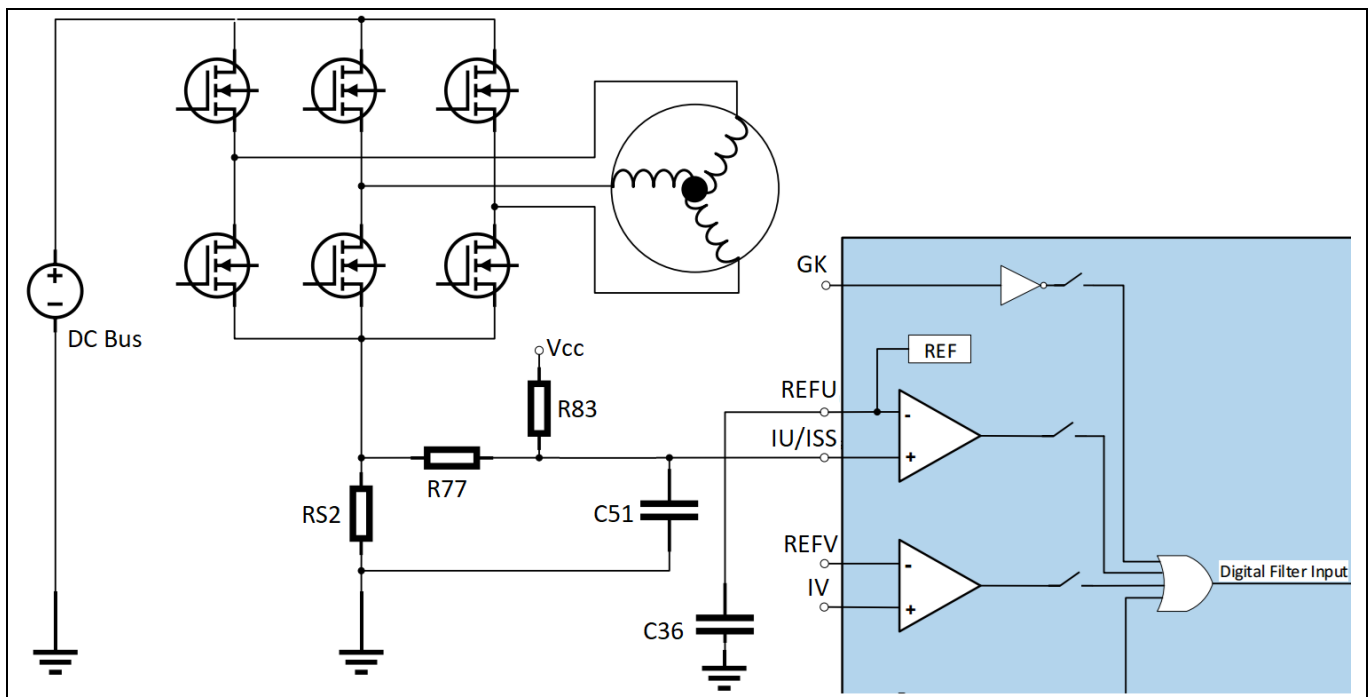 GK
DC Bus
Vcc
REF
R83
REFU
-
IU/ISS
+
R77
RS2
C51
REFV
-
Digital Filter Input
IV
+
C36